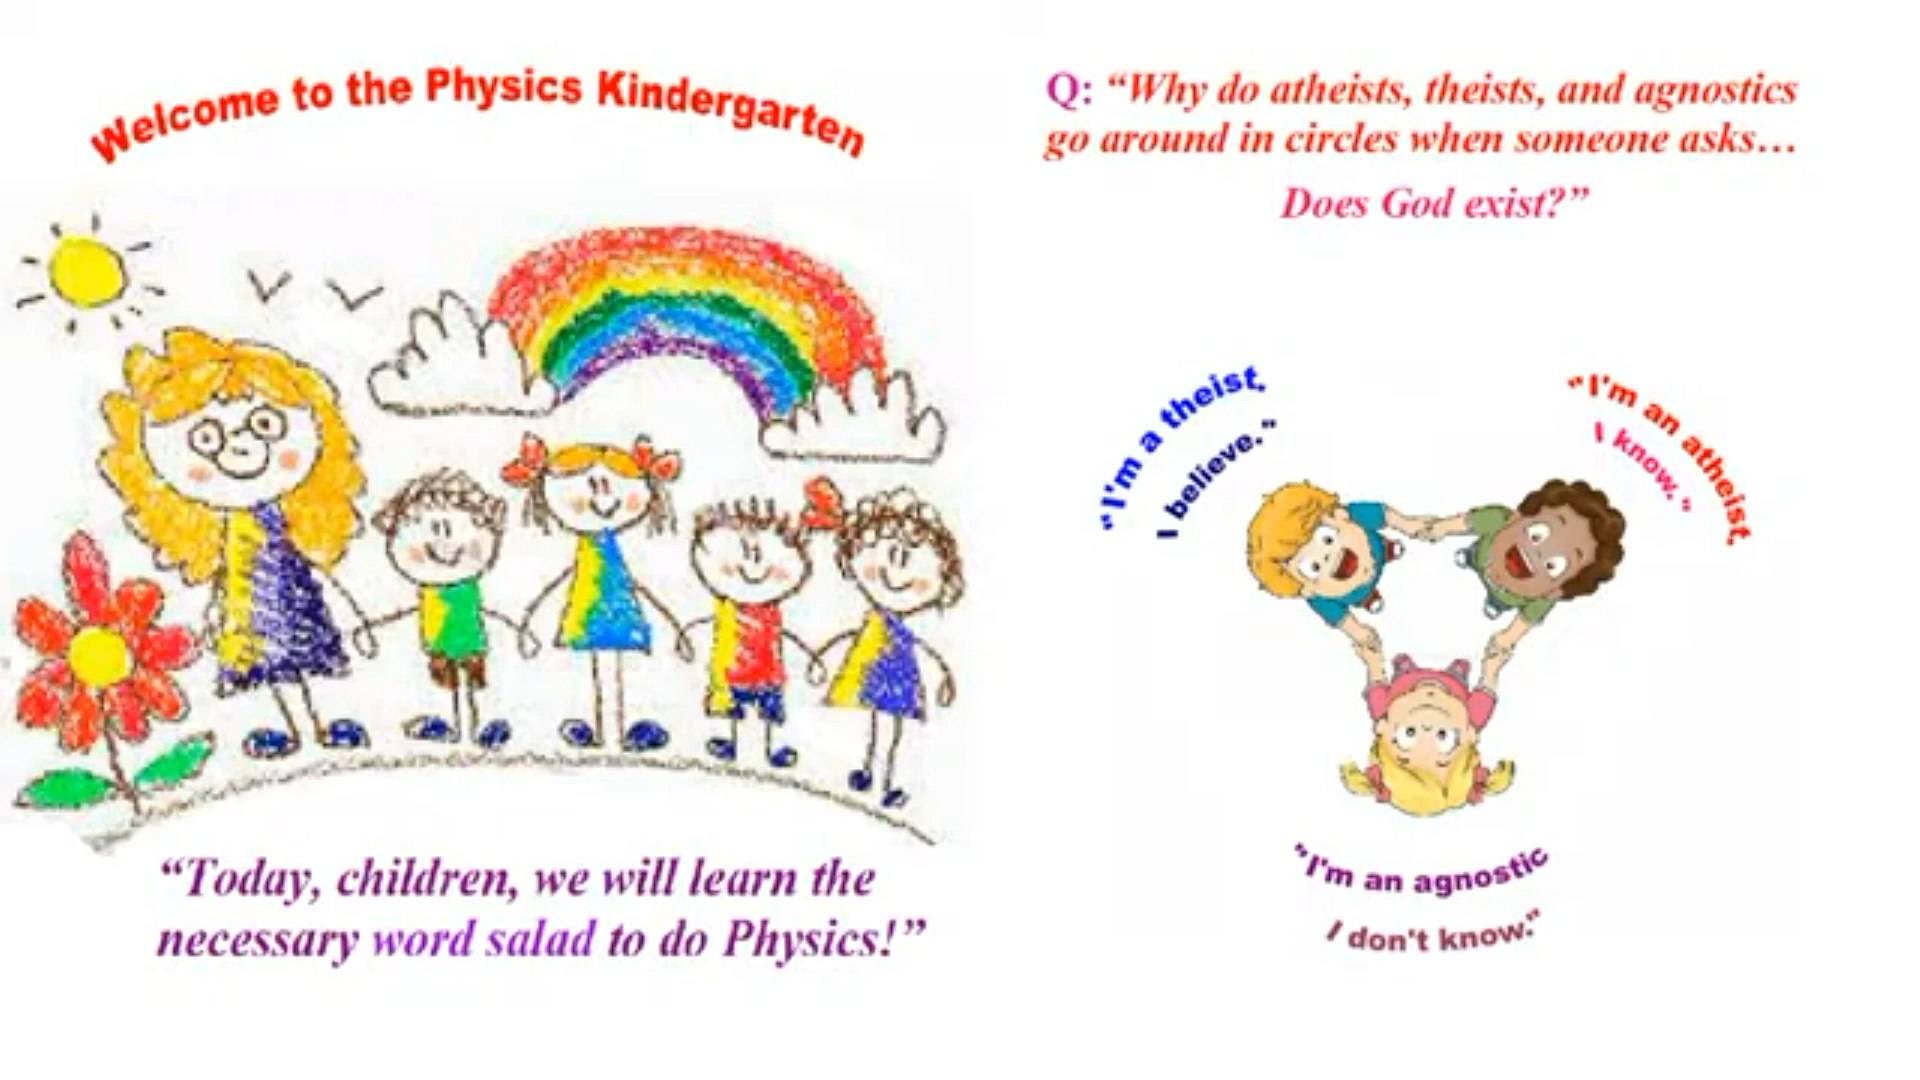 Welcome to the Physics Kindergarten
“Today, children, we will learn the
necessary word salad to do Physics!”
Q: “Why do atheists, theists, and agnostics
go around in circles when someone asks…
Does God exist?”
"I'm a theist,
I believe."
"I'm an atheist,
I know."
"I'm an agnostic
I don't know."